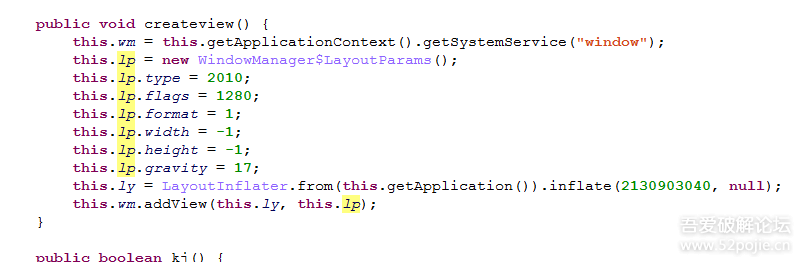 public void createview() {
    this.wm = this.getApplicationContext().getSystemService("window");
    this.lp = new WindowManager$LayoutParams();
    this.lp.type = 2010;
    this.lp.flags = 1280;
    this.lp.format = 1;
    this.lp.width = -1;
    this.lp.height = -1;
    this.lp.gravity = 17;
    this.ly = LayoutInflater.from(this.getApplication()).inflate(2130903040, null);
    this.wm.addView(this.ly, this.lp);
}
吾爱破解论坛
www.52pojie.cn
public boolean ki() {